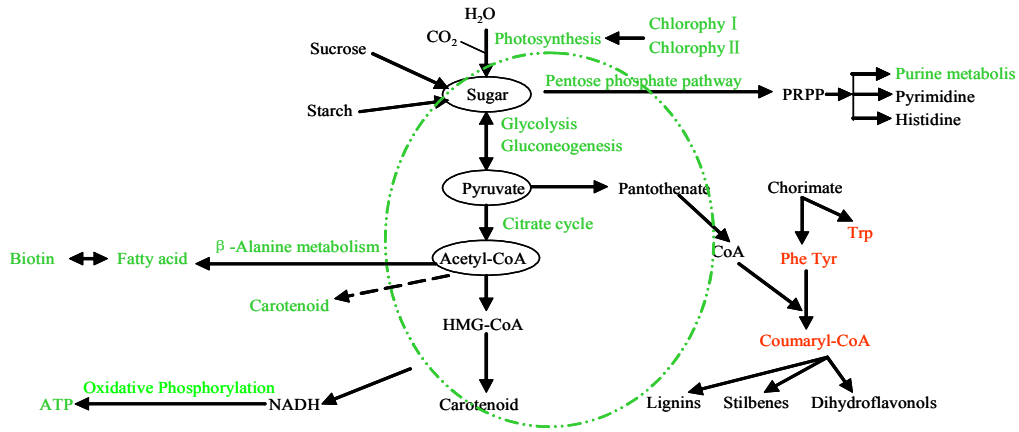 H₂O
CO₂
Photosynthesis
Chlorophy Ⅰ
Chlorophy Ⅱ
Sucrose
Starch
Sugar
Pentose phosphate pathway
PRPP
Purine metabolis
Pyrimidine
Histidine
Glycolysis
Gluconeogenesis
Pyruvate
Pantothenate
Chorimate
Citrate cycle
Trp
Biotin
Fatty acid
β-Alanine metabolism
Acetyl-CoA
CoA
Phe Tyr
Carotenoid
HMG-CoA
Coumaryl-CoA
Oxidative Phosphorylation
ATP
NADH
Carotenoid
Lignins
Stilbenes
Dihydroflavonols